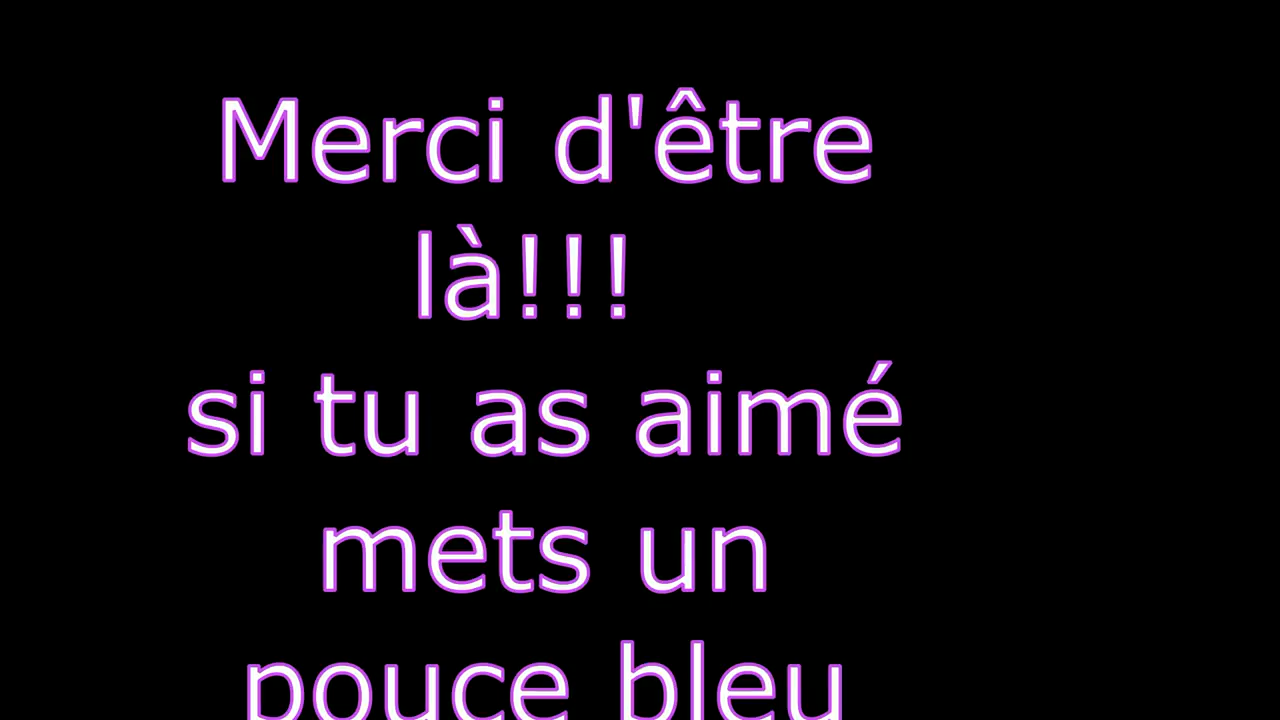 Merci d'être
là!!!
si tu as aimé
mets un
pouce bleu